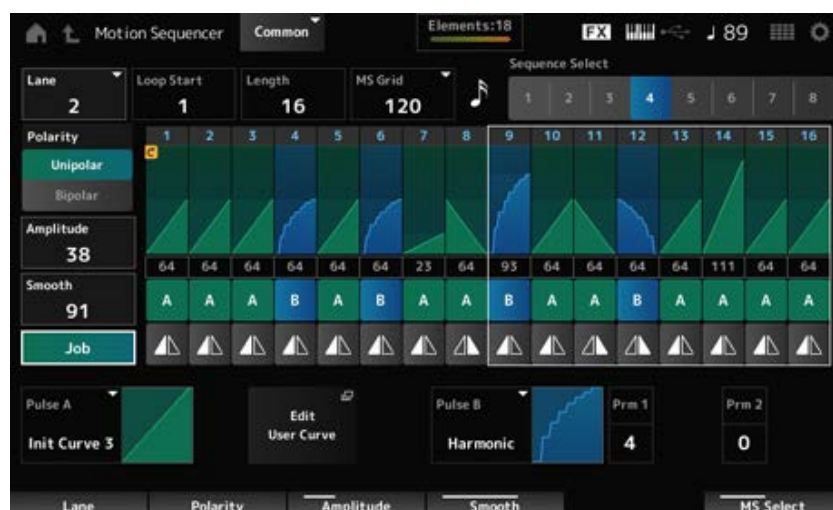 Motion Sequencer
Common
Elements:18
FX
♩ 89
Lane
2
Loop Start
1
Length
16
MS Grid
120
Sequence Select
1 2 3 4 5 6 7 8
Polarity
Unipolar
Bipolar
1 2 3 4 5 6 7 8 9 10 11 12 13 14 15 16
C
Amplitude
38
64 64 64 64 64 64 23 64 93 64 64 64 64 111 64 64
Smooth
91
A A A B A B A A B A A B A A A A
Job
Pulse A
Init Curve 3
Edit
User Curve
Pulse B
Harmonic
Prm 1
4
Prm 2
0
Lane
Polarity
Amplitude
Smooth
MS Select